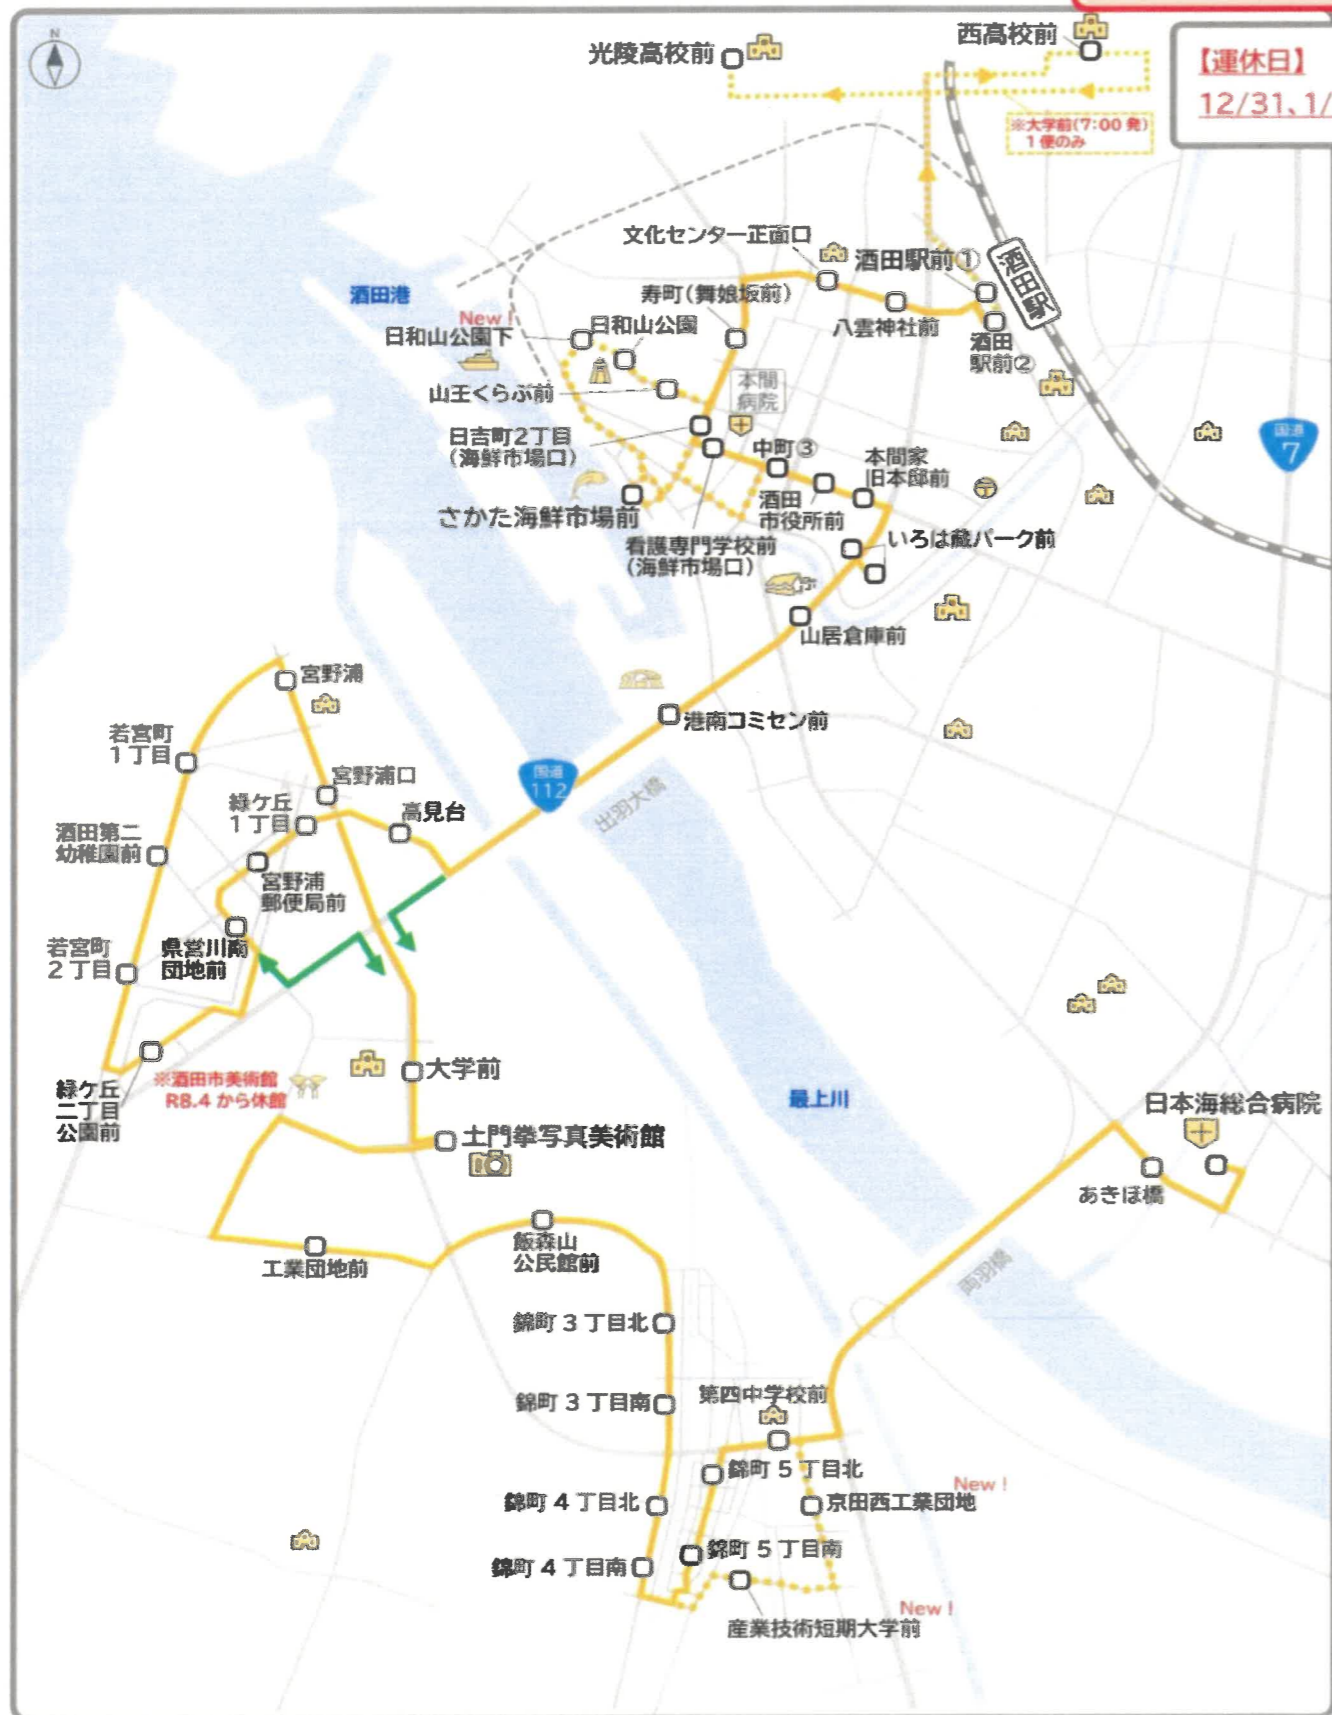 N
光陵高校前
西高校前
【運休日】
12/31、1/
※大学前(7:00 発)
1 便のみ
文化センター正面口
酒田駅前①
酒田駅
酒田港
寿町(舞娘坂前)
八雲神社前
酒田
駅前②
New !
日和山公園下
日和山公園
山王くらぶ前
本間
病院
日吉町2丁目
(海鮮市場口)
中町③
本間家
旧本邸前
国道
7
さかた海鮮市場前
酒田
市役所前
看護専門学校前
(海鮮市場口)
いろは蔵パーク前
山居倉庫前
宮野浦
港南コミセン前
若宮町
1丁目
宮野浦口
国道
112
出羽大橋
緑ケ丘
1丁目
高見台
酒田第二
幼稚園前
宮野浦
郵便局前
若宮町
2丁目
県営川南
団地前
緑ケ丘
二丁目
公園前
※酒田市美術館
R8.4 から休館
大学前
土門拳写真美術館
最上川
日本海総合病院
あきほ橋
飯森山
公民館前
工業団地前
両羽橋
錦町 3 丁目北
錦町 3 丁目南
第四中学校前
錦町 5 丁目北
New !
京田西工業団地
錦町 4 丁目北
錦町 5 丁目南
錦町 4 丁目南
New !
産業技術短期大学前